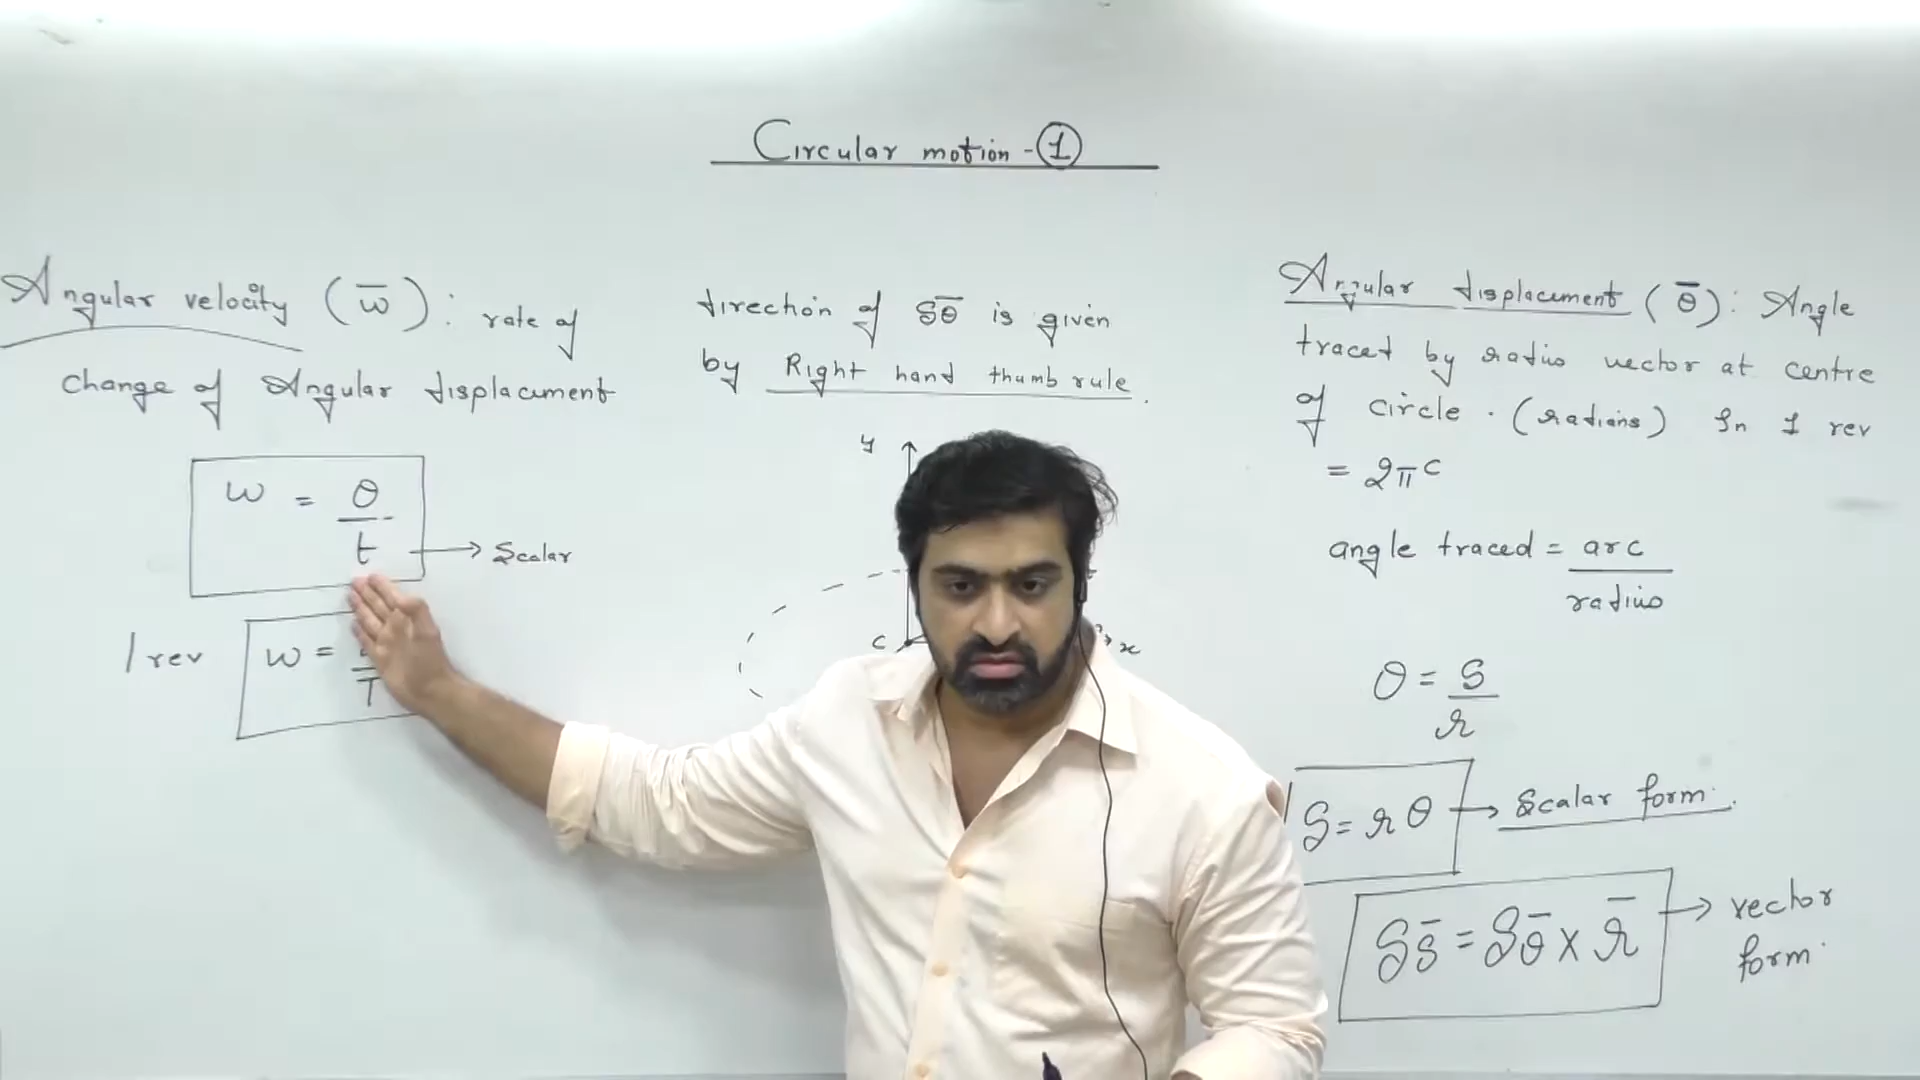 Circular motion - 1
Angular velocity (ω̅) : rate of
change of Angular displacement
ω = θ/t → Scalar
1 rev ω = /T
direction of δθ̅ is given
by Right hand thumb rule.
y
c
x
Angular displacement (θ̅) : Angle
traced by radius vector at centre
of circle. (radians) In 1 rev
= 2πᶜ
angle traced = arc/radius
θ = S/r
S = rθ → Scalar form.
δs̅ = δθ̅ x r̅ → vector
form.